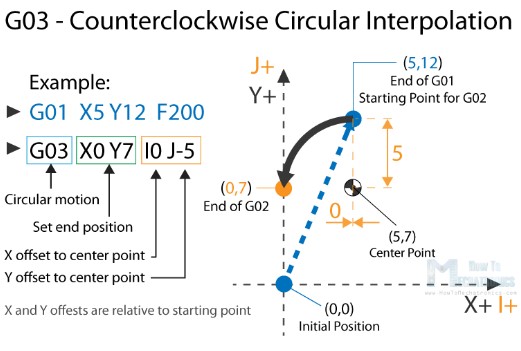 G03 - Counterclockwise Circular Interpolation
Example:
G01 X5 Y12 F200
G03 X0 Y7 I0 J-5
Circular motion
Set end position
X offset to center point
Y offset to center point
X and Y offests are relative to starting point
J+
Y+
(5,12)
End of G01
Starting Point for G02
5
(0,7)
End of G02
0
(5,7)
Center Point
(0,0)
Initial Position
X+ I+
How To
Mechatronics
www.HowToMechatronics.com